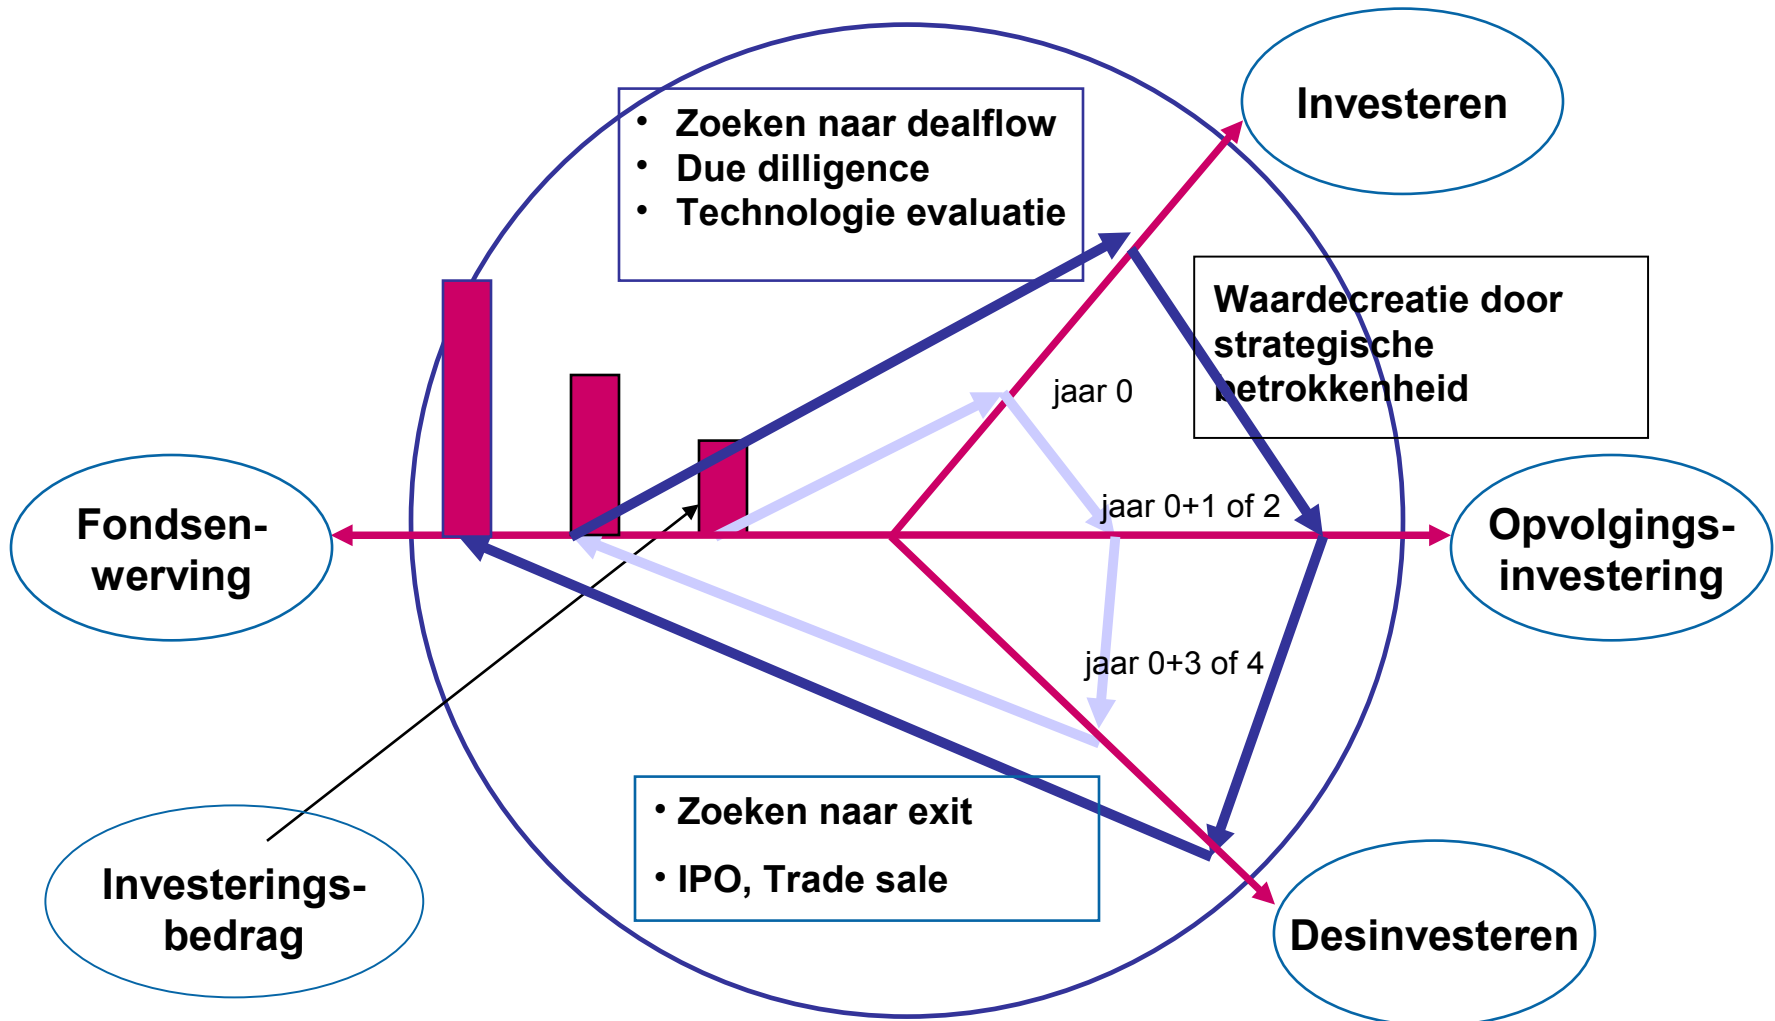 Investeren
• Zoeken naar dealflow
• Due dilligence
• Technologie evaluatie
Waardecreatie door
strategische
betrokkenheid
jaar 0
jaar 0+1 of 2
Fondsen-
werving
Opvolgings-
investering
jaar 0+3 of 4
• Zoeken naar exit
• IPO, Trade sale
Investerings-
bedrag
Desinvesteren